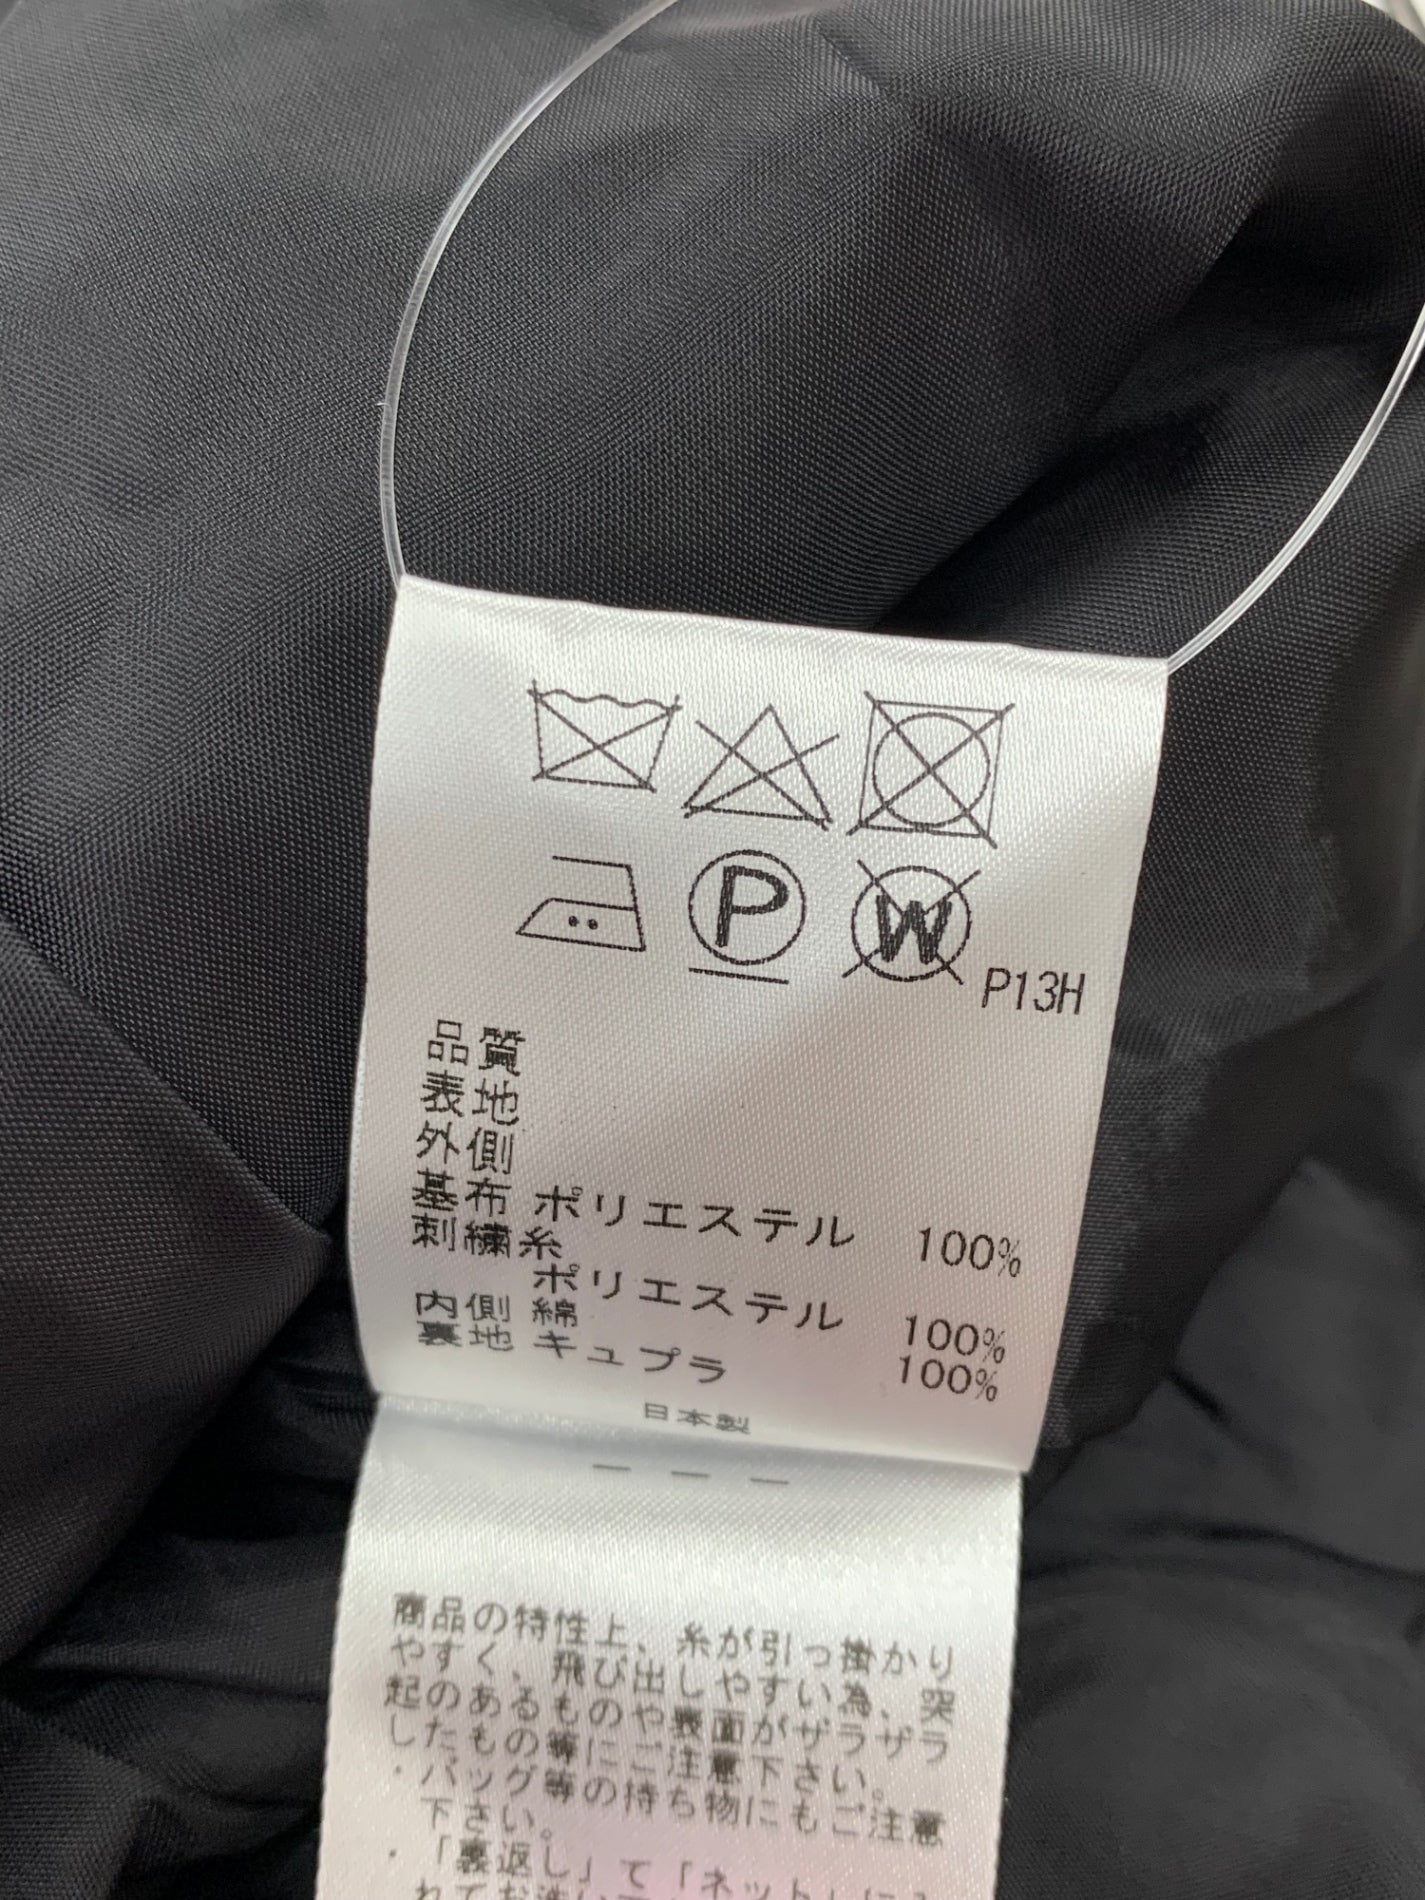 P
W
P13H
品質
表地
外側
基布 ポリエステル 100%
刺繍糸
ポリエステル 100%
内側 綿 100%
裏地 キュプラ 100%
日本製
商品の特性上、糸が引っ掛かり
やすく、飛び出しやすい為、突
起のあるものや表面がザラザラ
したもの等にご注意下さい。
・バッグ等の持ち物にもご注意
下さい。
・「裏返し」て「ネット」に
れてお洗い